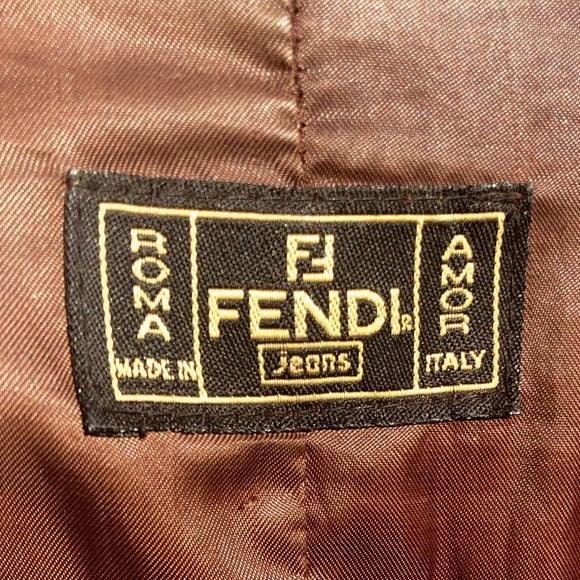 ROMA
MADE IN
FF
FENDI®
jeans
AMOR
ITALY